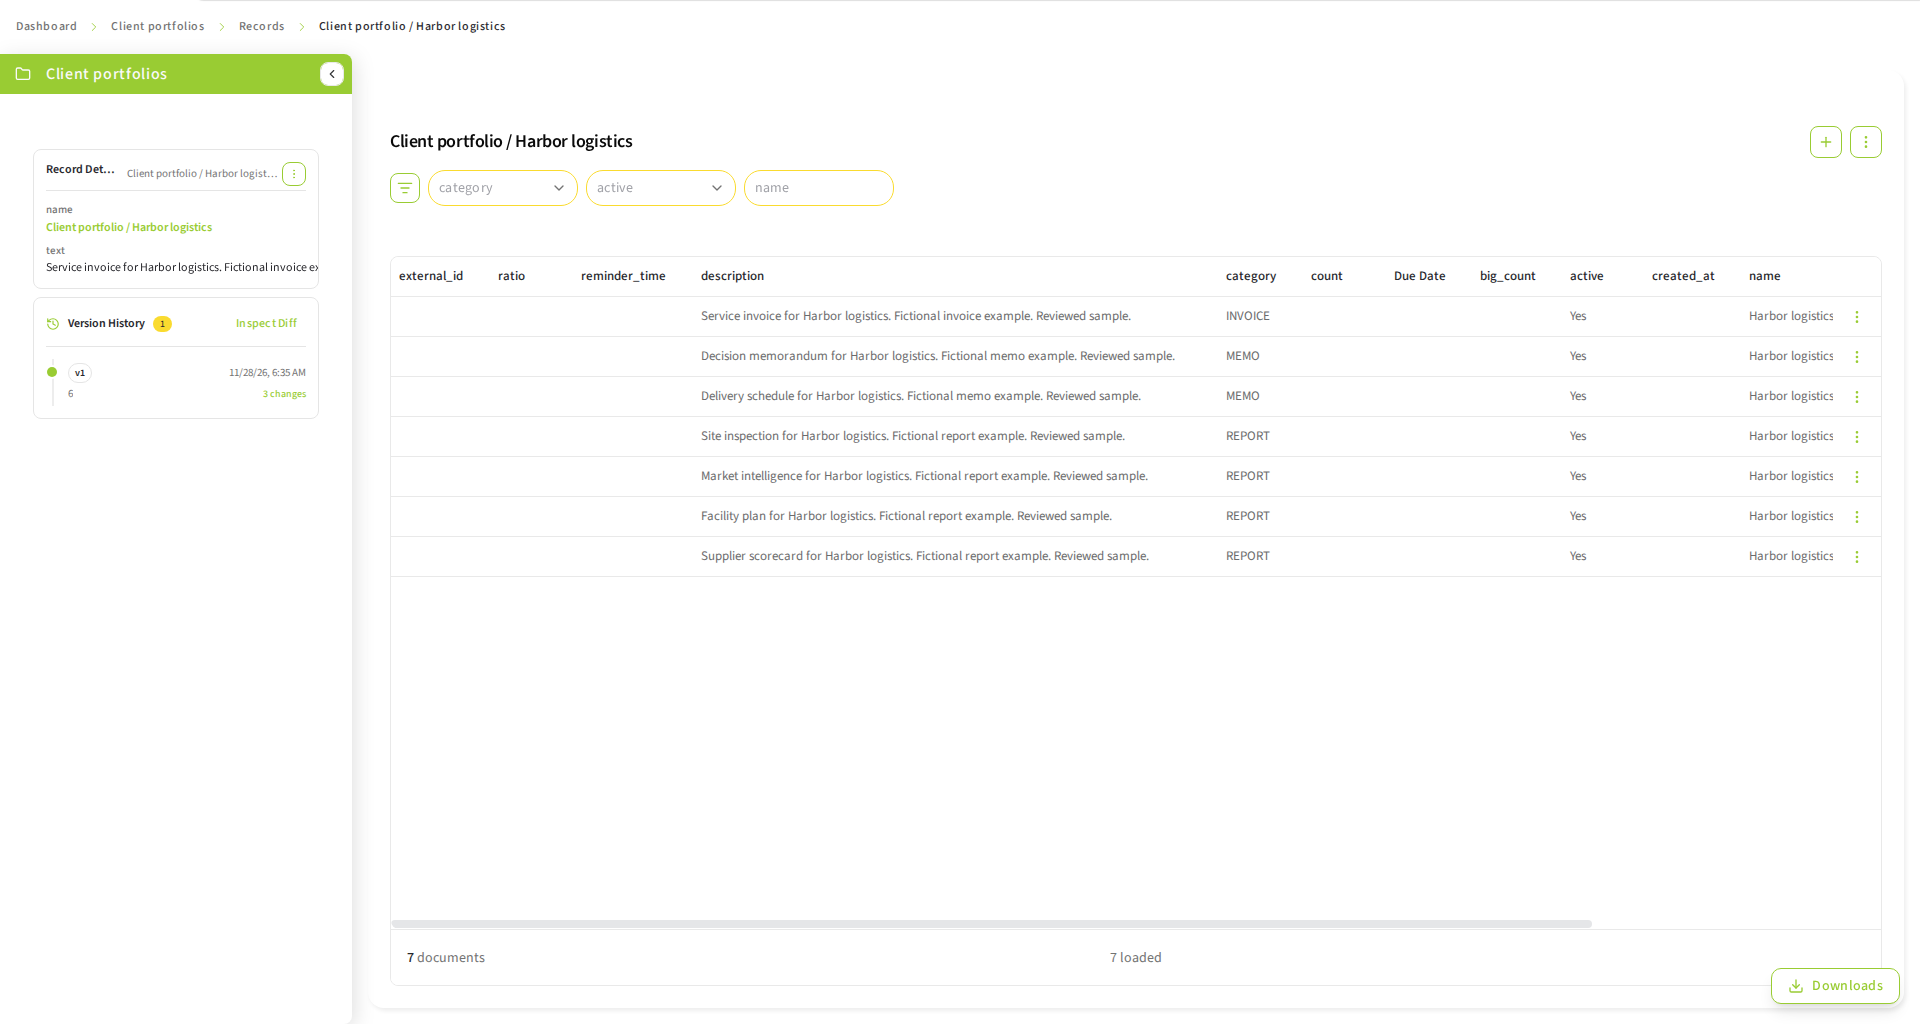 Dashboard
Client portfolios
Records
Client portfolio / Harbor logistics
Client portfolios
Record Det...
Client portfolio / Harbor logist...
name
Client portfolio / Harbor logistics
text
Service invoice for Harbor logistics. Fictional invoice ex
Version History
1
Inspect Diff
v1
11/28/26, 6:35 AM
6
3 changes
Client portfolio / Harbor logistics
category
active
name
external_id ratio reminder_time description category count Due Date big_count active created_at name
Service invoice for Harbor logistics. Fictional invoice example. Reviewed sample. INVOICE Yes Harbor logistics
Decision memorandum for Harbor logistics. Fictional memo example. Reviewed sample. MEMO Yes Harbor logistics
Delivery schedule for Harbor logistics. Fictional memo example. Reviewed sample. MEMO Yes Harbor logistics
Site inspection for Harbor logistics. Fictional report example. Reviewed sample. REPORT Yes Harbor logistics
Market intelligence for Harbor logistics. Fictional report example. Reviewed sample. REPORT Yes Harbor logistics
Facility plan for Harbor logistics. Fictional report example. Reviewed sample. REPORT Yes Harbor logistics
Supplier scorecard for Harbor logistics. Fictional report example. Reviewed sample. REPORT Yes Harbor logistics
7 documents
7 loaded
Downloads